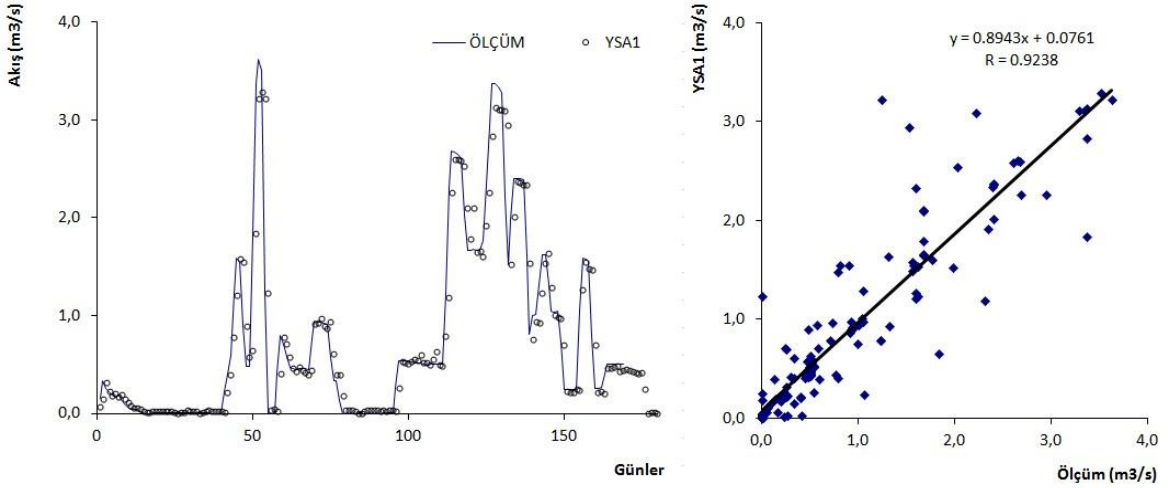 Akış (m3/s)
4,0
3,0
2,0
1,0
0,0
ÖLÇÜM
YSA1
0
50
100
150
Günler
YSA1 (m3/s)
4,0
3,0
2,0
1,0
0,0
y = 0.8943x + 0.0761
R = 0.9238
0,0
1,0
2,0
3,0
4,0
Ölçüm (m3/s)